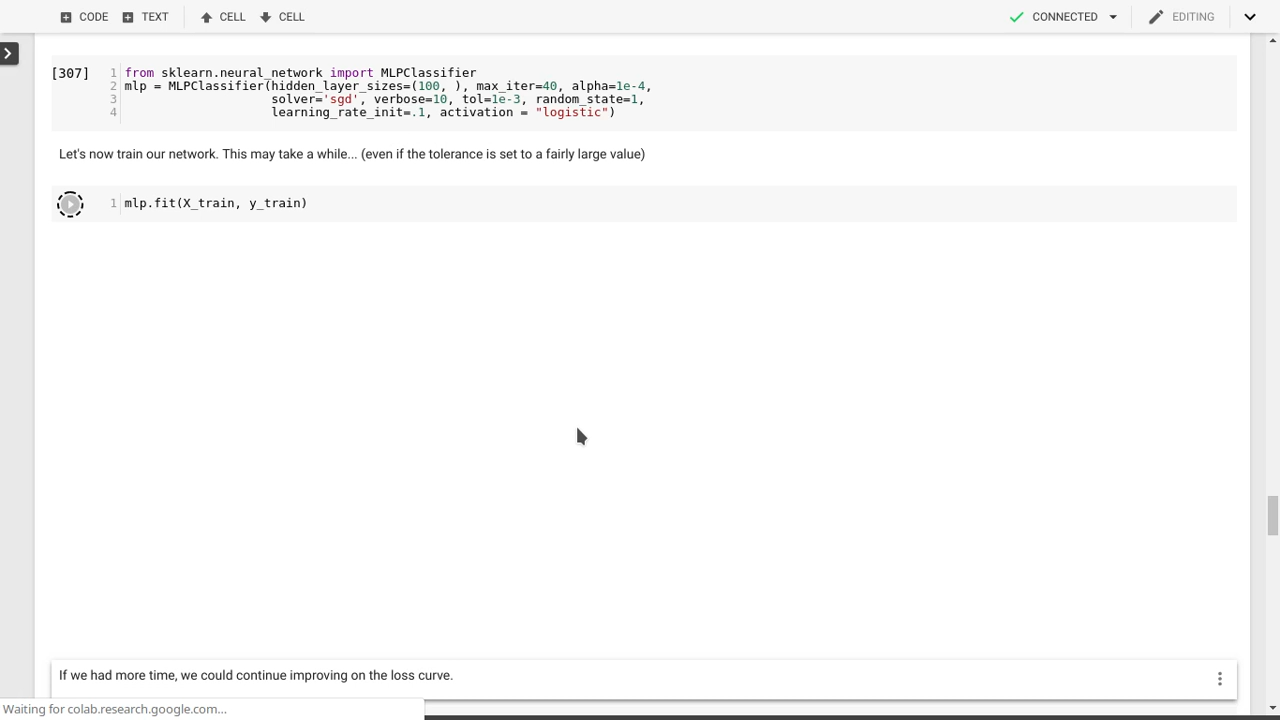 CODE TEXT CELL CELL CONNECTED EDITING
[307] 1 from sklearn.neural_network import MLPClassifier
2 mlp = MLPClassifier(hidden_layer_sizes=(100, ), max_iter=40, alpha=1e-4,
3 solver='sgd', verbose=10, tol=1e-3, random_state=1,
4 learning_rate_init=.1, activation = "logistic")
Let's now train our network. This may take a while... (even if the tolerance is set to a fairly large value)
1 mlp.fit(X_train, y_train)
If we had more time, we could continue improving on the loss curve.
Waiting for colab.research.google.com...